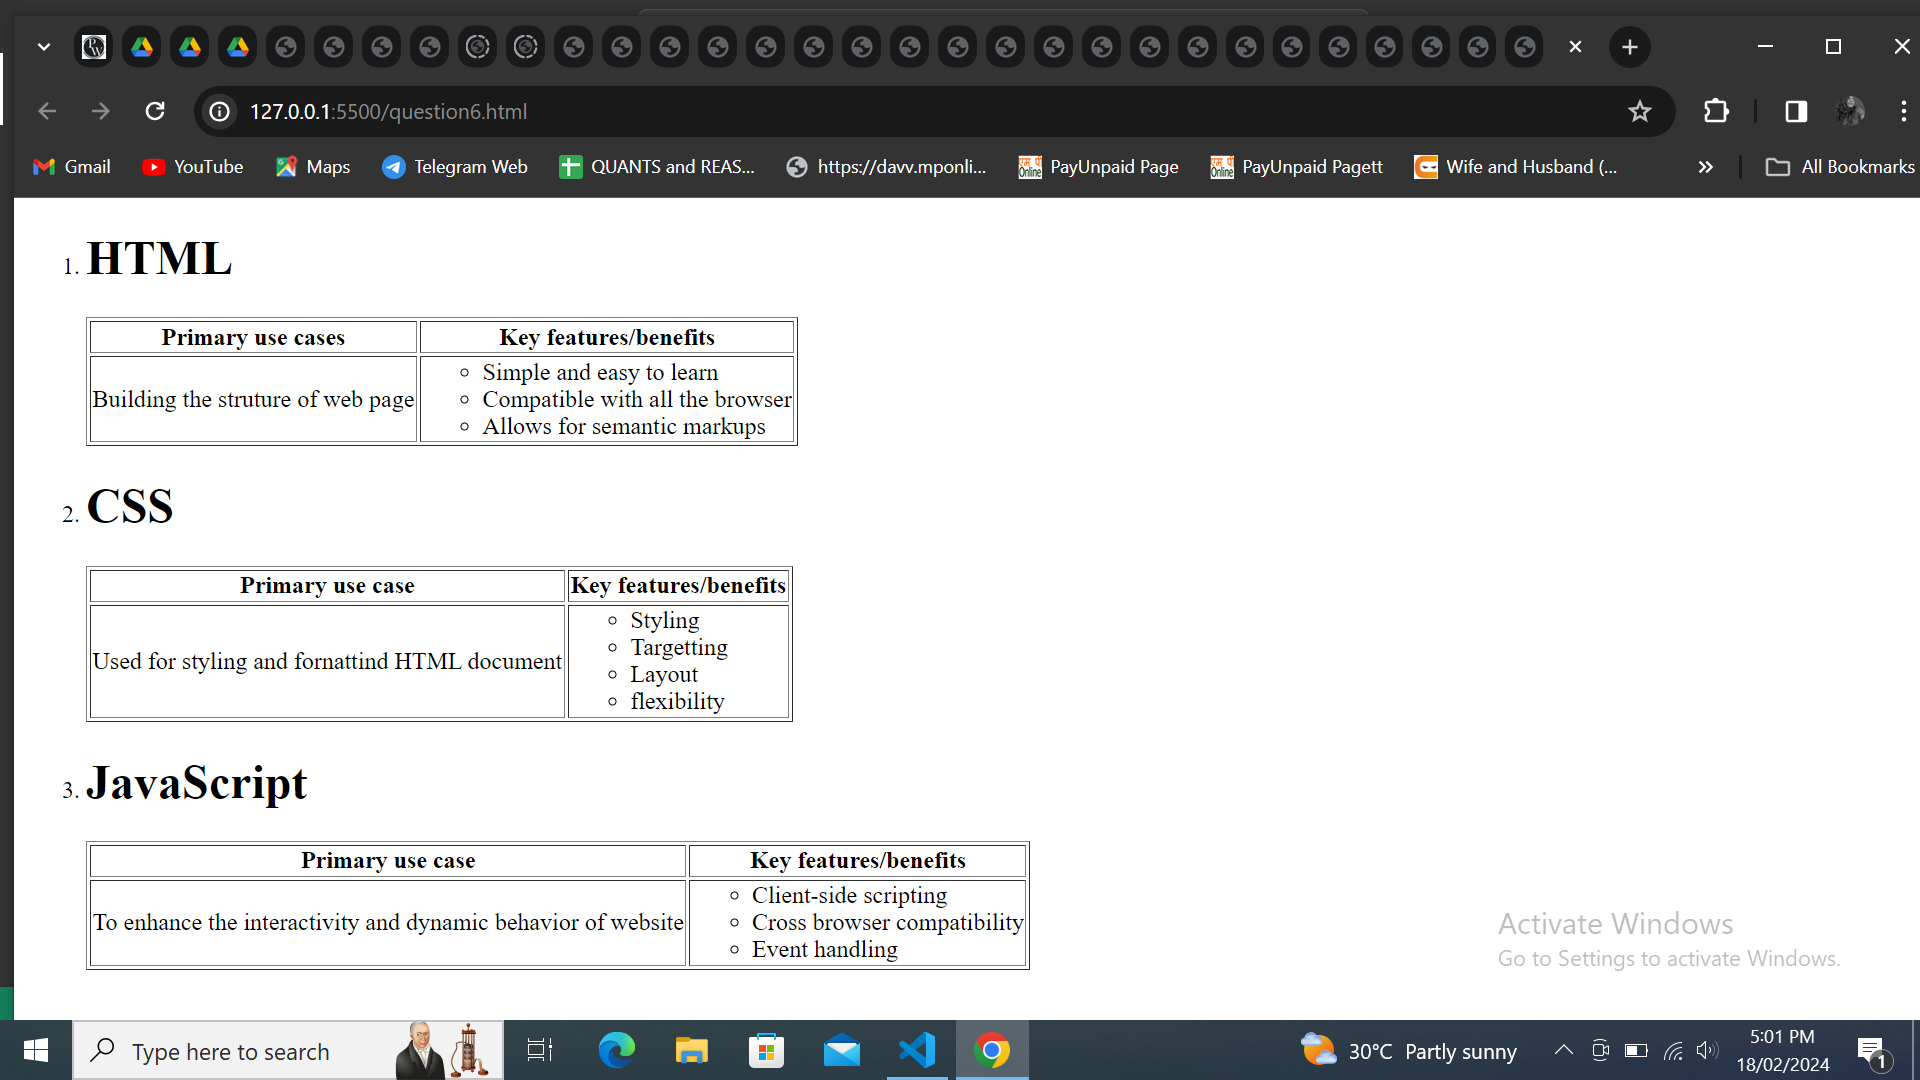 127.0.0.1:5500/question6.html
Gmail YouTube Maps Telegram Web QUANTS and REAS... https://davv.mponli... PayUnpaid Page PayUnpaid Pagett Wife and Husband (... » All Bookmarks
1. HTML
Primary use cases Key features/benefits
Building the struture of web page
Simple and easy to learn
Compatible with all the browser
Allows for semantic markups
2. CSS
Primary use case Key features/benefits
Used for styling and fornattind HTML document
Styling
Targetting
Layout
flexibility
3. JavaScript
Primary use case Key features/benefits
To enhance the interactivity and dynamic behavior of website
Client-side scripting
Cross browser compatibility
Event handling
Activate Windows
Go to Settings to activate Windows.
Type here to search
30°C Partly sunny
5:01 PM
18/02/2024
1